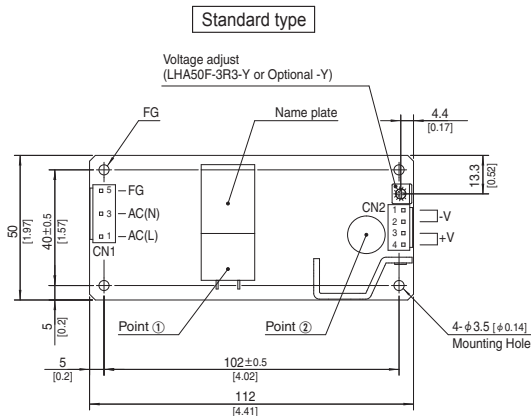 Standard type
Voltage adjust
(LHA50F-3R3-Y or Optional -Y)
4.4
[0.17]
FG
Name plate
13.3
[0.52]
5
FG
3
AC(N)
1
AC(L)
CN1
CN2
1
2
3
4
-V
+V
50
[1.97]
40±0.5
[1.57]
5
[0.2]
Point ①
Point ②
4-φ3.5 [φ0.14]
Mounting Hole
5
[0.2]
102±0.5
[4.02]
112
[4.41]